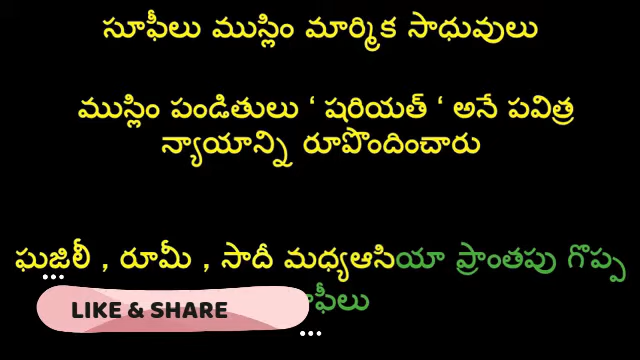 సూఫీలు ముస్లిం మార్మిక సాధువులు
ముస్లిం పండితులు ‘ షరియత్ ‘ అనే పవిత్ర
న్యాయాన్ని రూపొందించారు
ఘజిలీ , రూమీ , సాదీ మధ్యఆసియా ప్రాంతపు గొప్ప
LIKE & SHARE